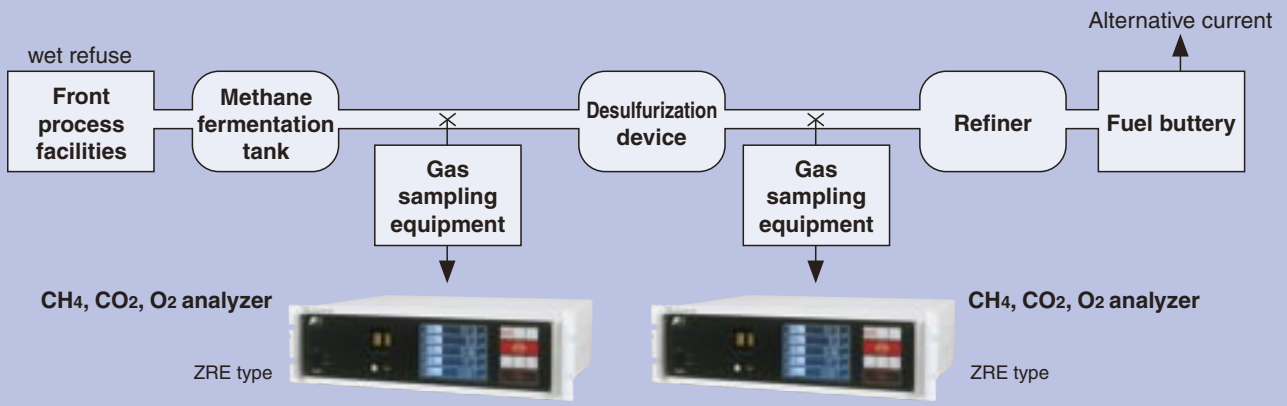 Alternative current
wet refuse
Front
process
facilities
Methane
fermentation
tank
Desulfurization
device
Refiner
Fuel buttery
Gas
sampling
equipment
Gas
sampling
equipment
CH4, CO2, O2 analyzer
ZRE type
CH4, CO2, O2 analyzer
ZRE type